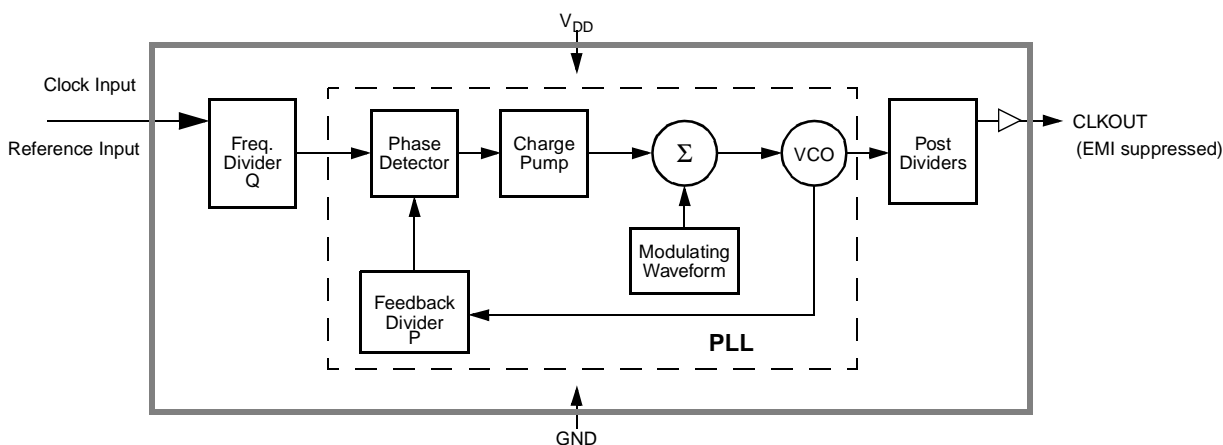 V_DD
Clock Input
Reference Input
Freq.
Divider
Q
Phase
Detector
Charge
Pump
Σ
VCO
Post
Dividers
CLKOUT
(EMI suppressed)
Modulating
Waveform
Feedback
Divider
P
PLL
GND